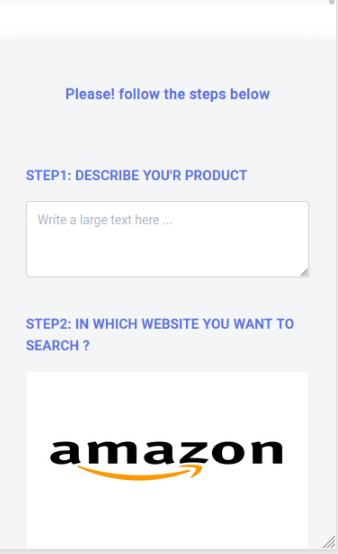 Please! follow the steps below
STEP1: DESCRIBE YOU'R PRODUCT
Write a large text here ...
STEP2: IN WHICH WEBSITE YOU WANT TO
SEARCH ?
amazon